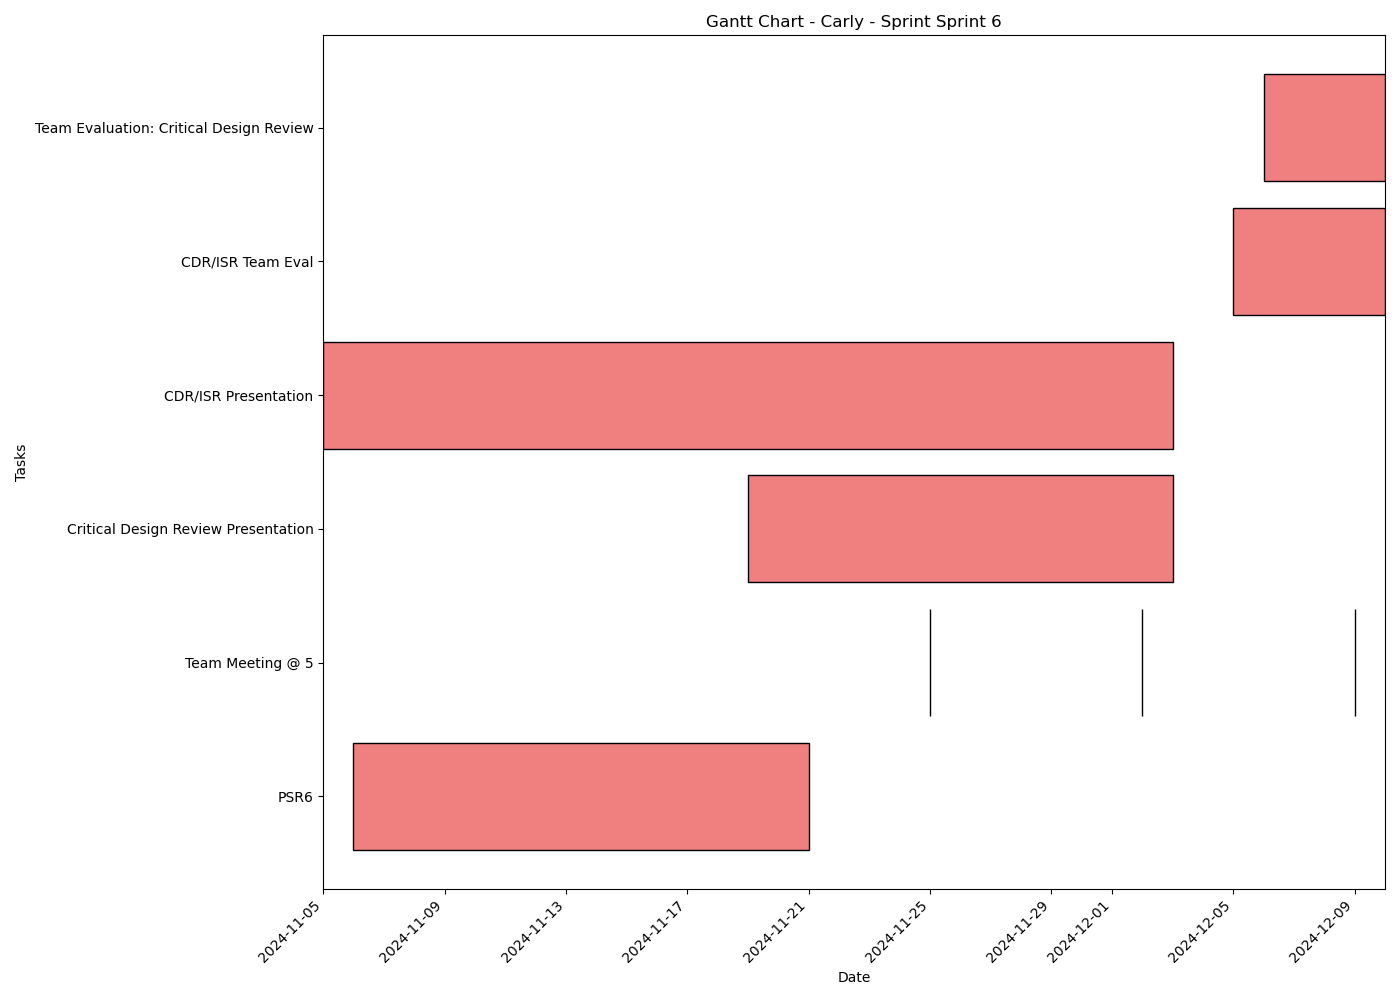 Gantt Chart - Carly - Sprint Sprint 6
Team Evaluation: Critical Design Review
CDR/ISR Team Eval
CDR/ISR Presentation
Critical Design Review Presentation
Team Meeting @ 5
PSR6
Tasks
2024-11-05
2024-11-09
2024-11-13
2024-11-17
2024-11-21
2024-11-25
2024-11-29
2024-12-01
2024-12-05
2024-12-09
Date